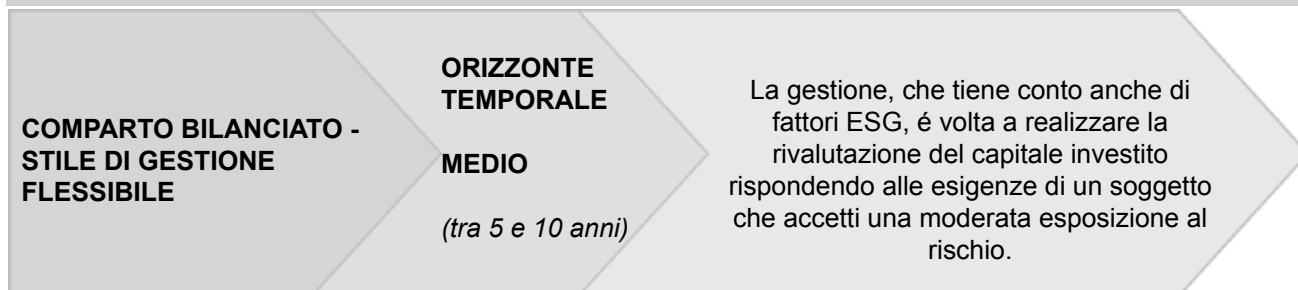 COMPARTO BILANCIATO -
STILE DI GESTIONE
FLESSIBILE
ORIZZONTE
TEMPORALE
MEDIO
(tra 5 e 10 anni)
La gestione, che tiene conto anche di
fattori ESG, é volta a realizzare la
rivalutazione del capitale investito
rispondendo alle esigenze di un soggetto
che accetti una moderata esposizione al
rischio.